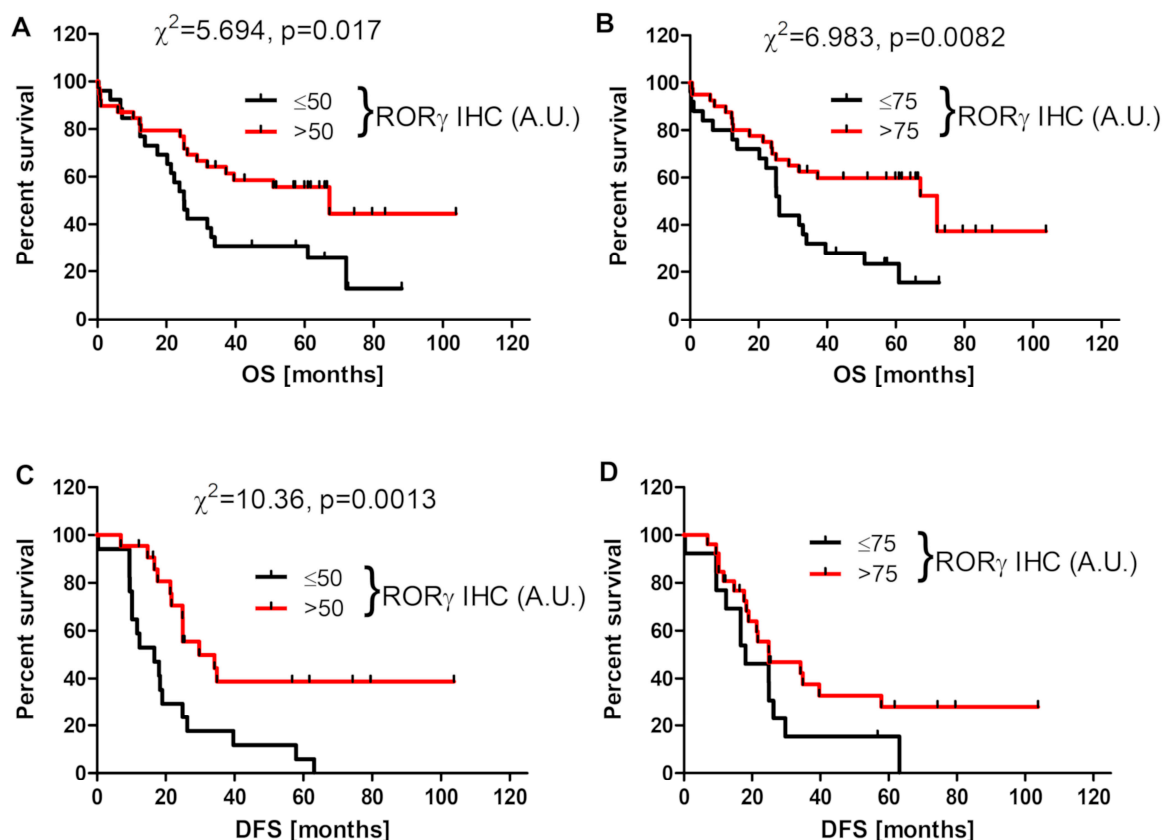 A
χ²=5.694, p=0.017
120
100
80
60
40
20
0
Percent survival
≤50
>50
RORγ IHC (A.U.)
0 20 40 60 80 100 120
OS [months]
B
χ²=6.983, p=0.0082
120
100
80
60
40
20
0
Percent survival
≤75
>75
RORγ IHC (A.U.)
0 20 40 60 80 100 120
OS [months]
C
χ²=10.36, p=0.0013
120
100
80
60
40
20
0
Percent survival
≤50
>50
RORγ IHC (A.U.)
0 20 40 60 80 100 120
DFS [months]
D
120
100
80
60
40
20
0
Percent survival
≤75
>75
RORγ IHC (A.U.)
0 20 40 60 80 100 120
DFS [months]